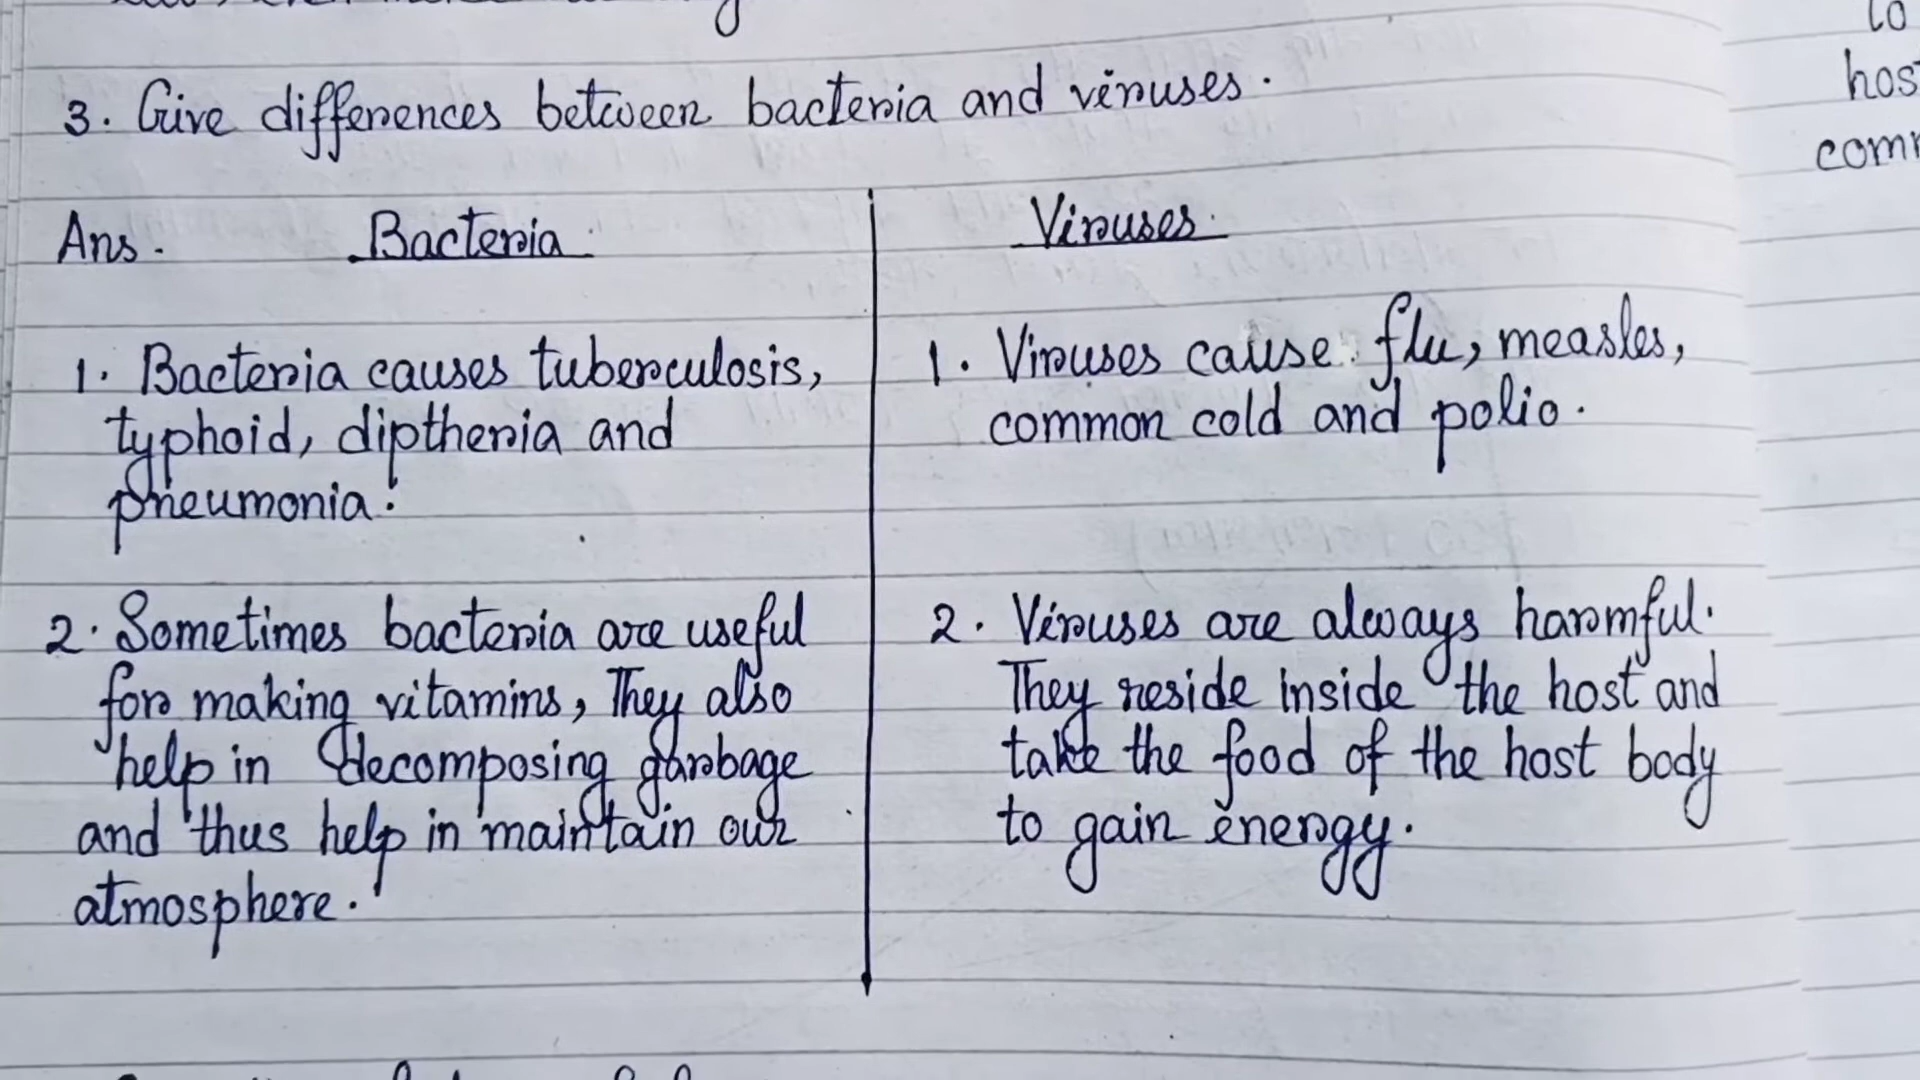 3. Give differences between bacteria and viruses.
Ans. Bacteria
Viruses.
1. Bacteria causes tuberculosis,
typhoid, diptheria and
pneumonia.
1. Viruses cause flu, measles,
common cold and polio.
2. Sometimes bacteria are useful
for making vitamins, They also
help in decomposing garbage
and thus help in maintain our
atmosphere.
2. Viruses are always harmful.
They reside inside the host and
take the food of the host body
to gain energy.
to